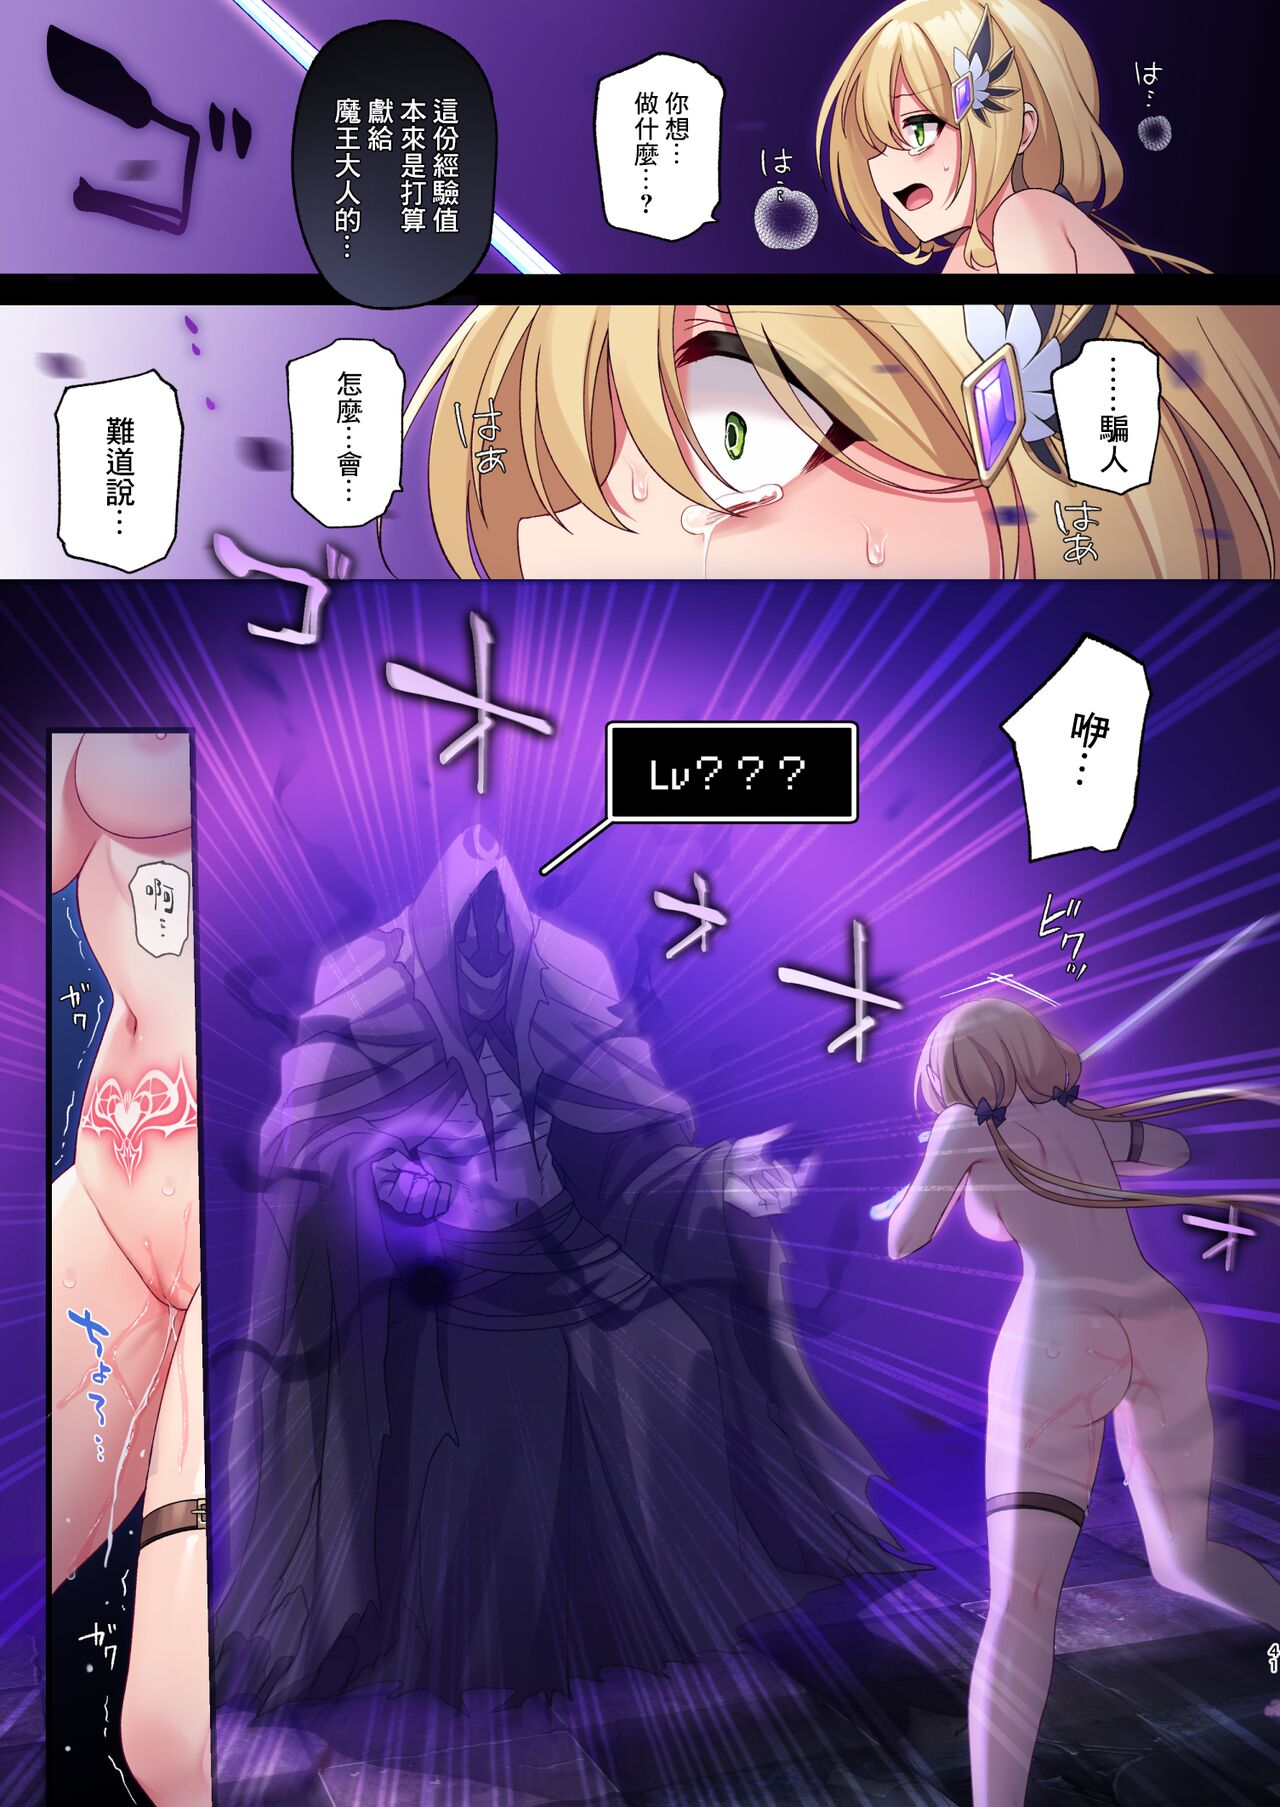 は…
は…
你想…
做什麼…?
這份經驗值
本來是打算
獻給
魔王大人的…
……騙人
はぁ
はぁ
怎麼…會…
難道說…
ゴ
オ
咿…
Lv???
オ
オ
オ
ビクッ
啊…
ガク
ちょろ〜…
ガク
41